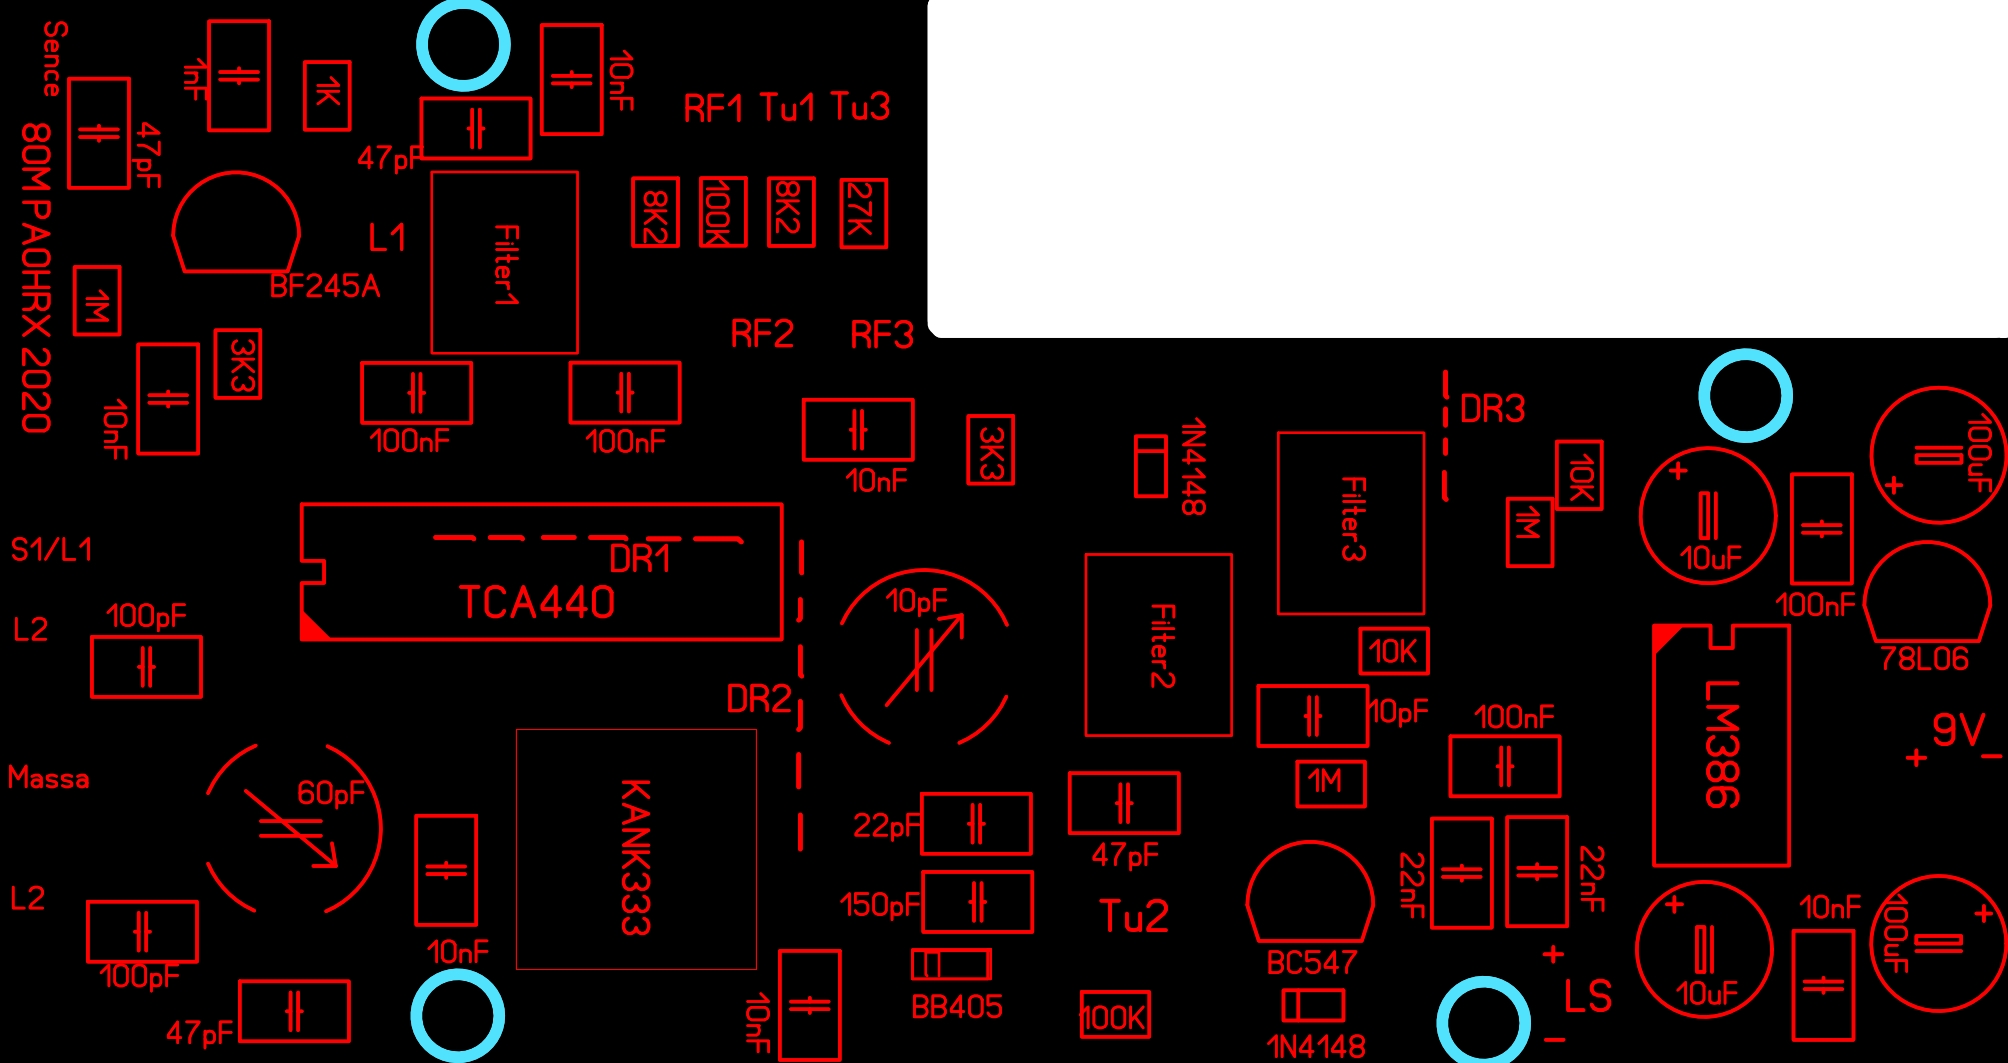 Sence
1nF
1K
10nF
47pF
47pF
RF1 Tu1 Tu3
80M PA0HRX 2020
8K2
100K
8K2
27K
L1
Filter1
BF245A
1M
3K3
RF2
RF3
10nF
100nF
100nF
10nF
3K3
1N4148
Filter3
DR3
10K
1M
10uF
100uF
100nF
S1/L1
DR1
TCA440
10pF
L2
100pF
Filter2
10K
78L06
DR2
10pF
100nF
LM386
9V
+
-
Massa
60pF
KANK333
1M
22pF
47pF
22nF
22nF
L2
100pF
10nF
150pF
Tu2
BC547
10nF
100uF
+
LS
-
10uF
47pF
10nF
BB405
100K
1N4148